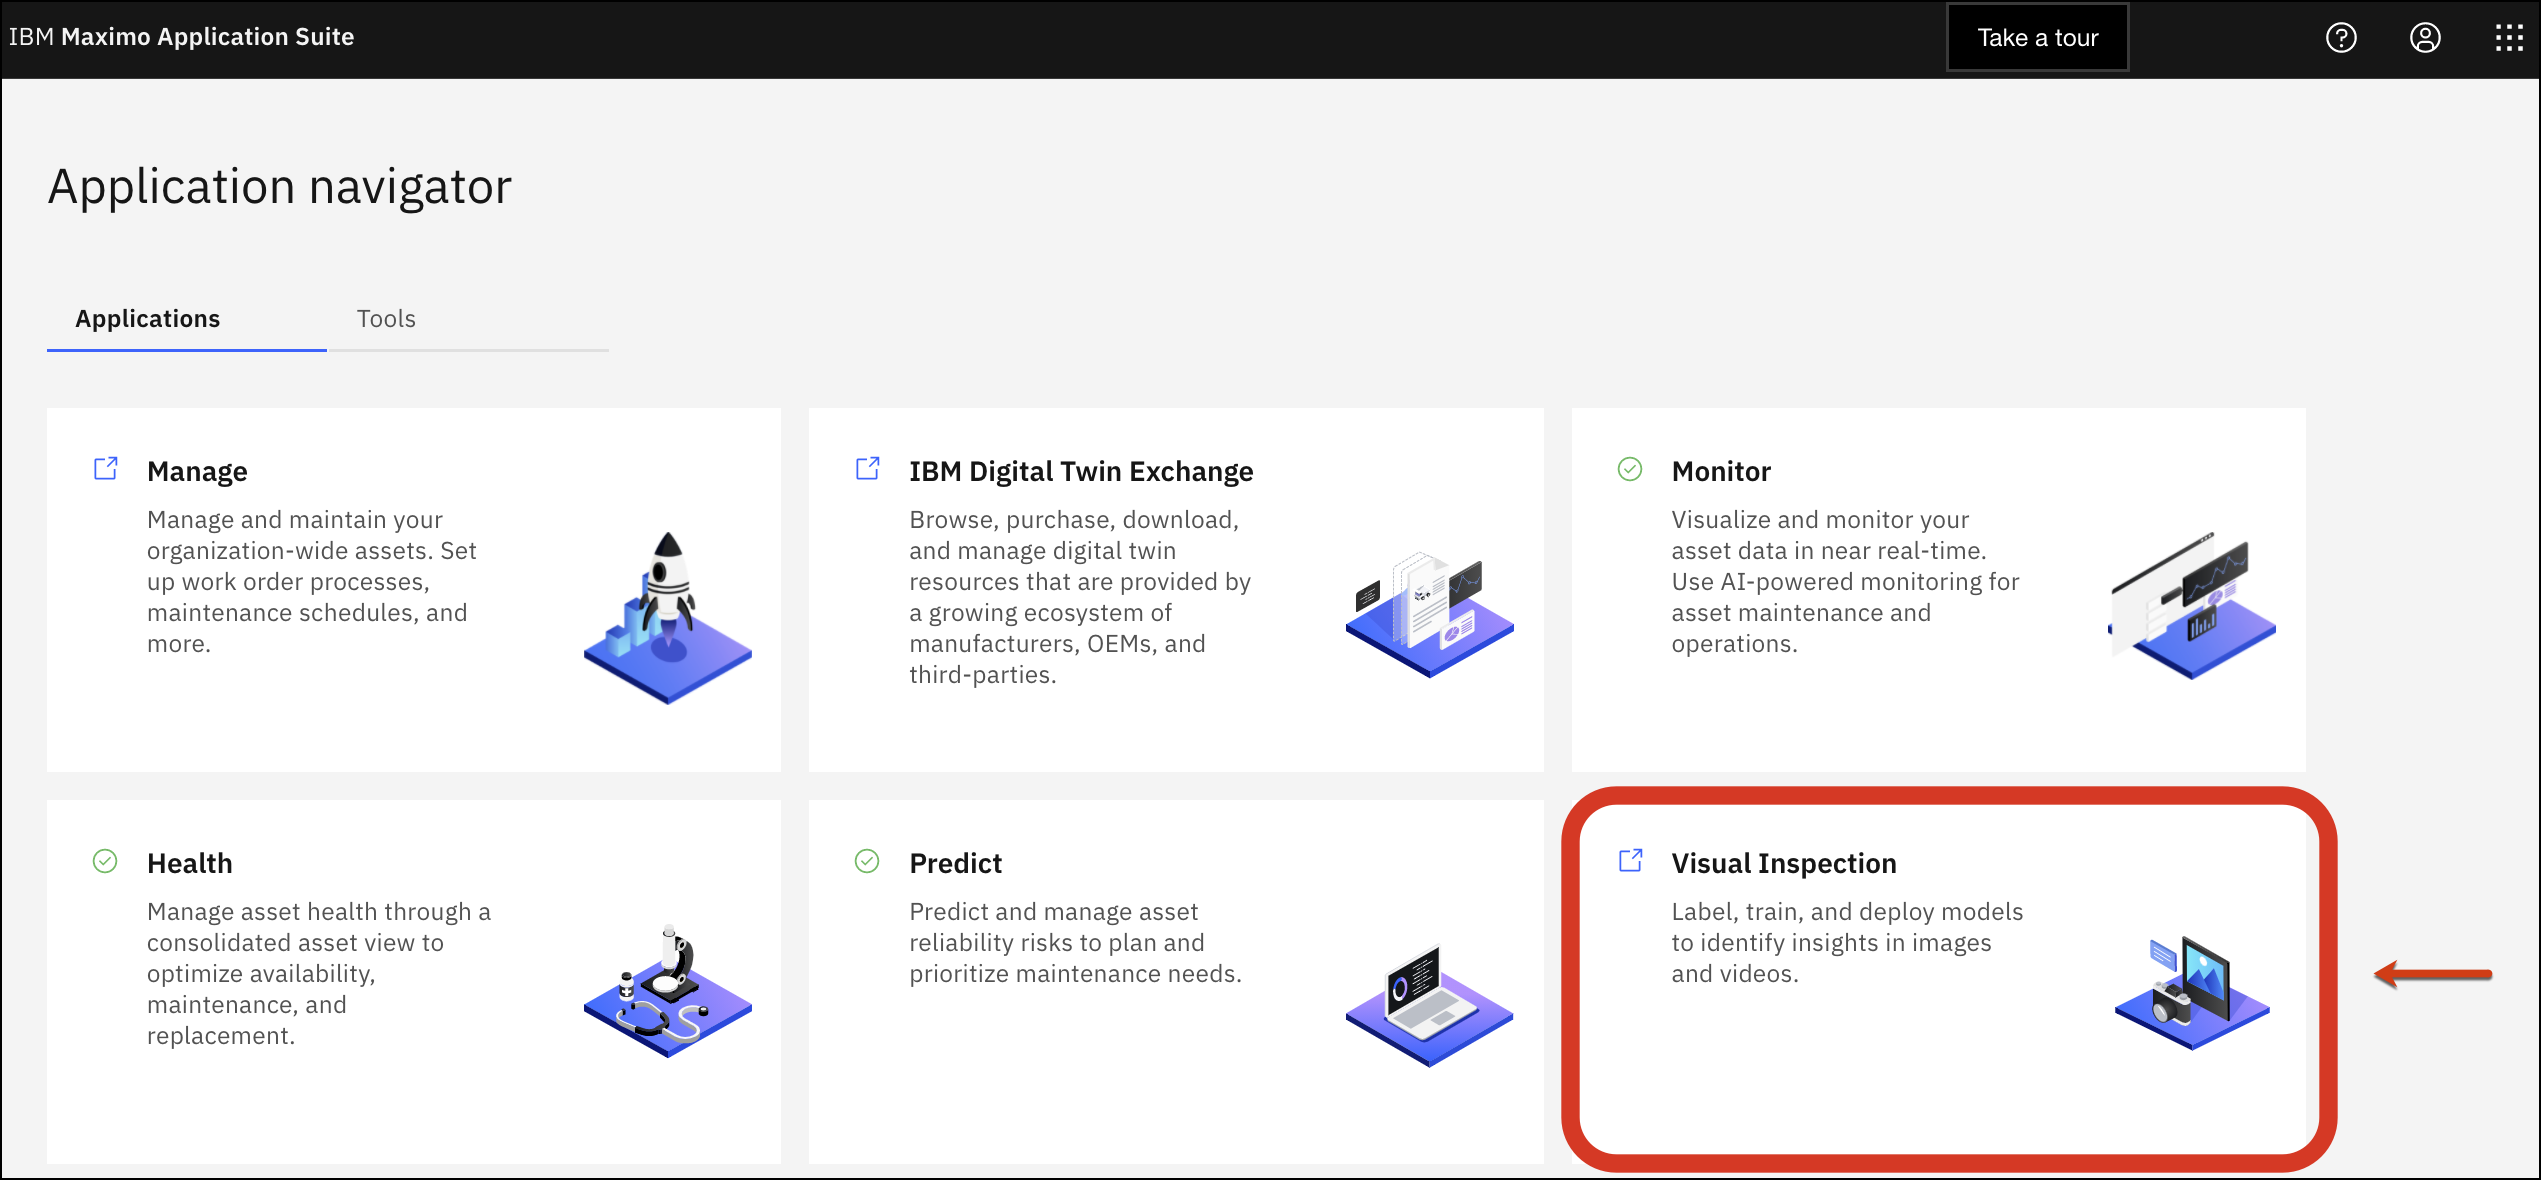 IBM Maximo Application Suite
Take a tour
Application navigator
Applications
Tools
Manage
Manage and maintain your
organization-wide assets. Set
up work order processes,
maintenance schedules, and
more.
IBM Digital Twin Exchange
Browse, purchase, download,
and manage digital twin
resources that are provided by
a growing ecosystem of
manufacturers, OEMs, and
third-parties.
Monitor
Visualize and monitor your
asset data in near real-time.
Use AI-powered monitoring for
asset maintenance and
operations.
Health
Manage asset health through a
consolidated asset view to
optimize availability,
maintenance, and
replacement.
Predict
Predict and manage asset
reliability risks to plan and
prioritize maintenance needs.
Visual Inspection
Label, train, and deploy models
to identify insights in images
and videos.